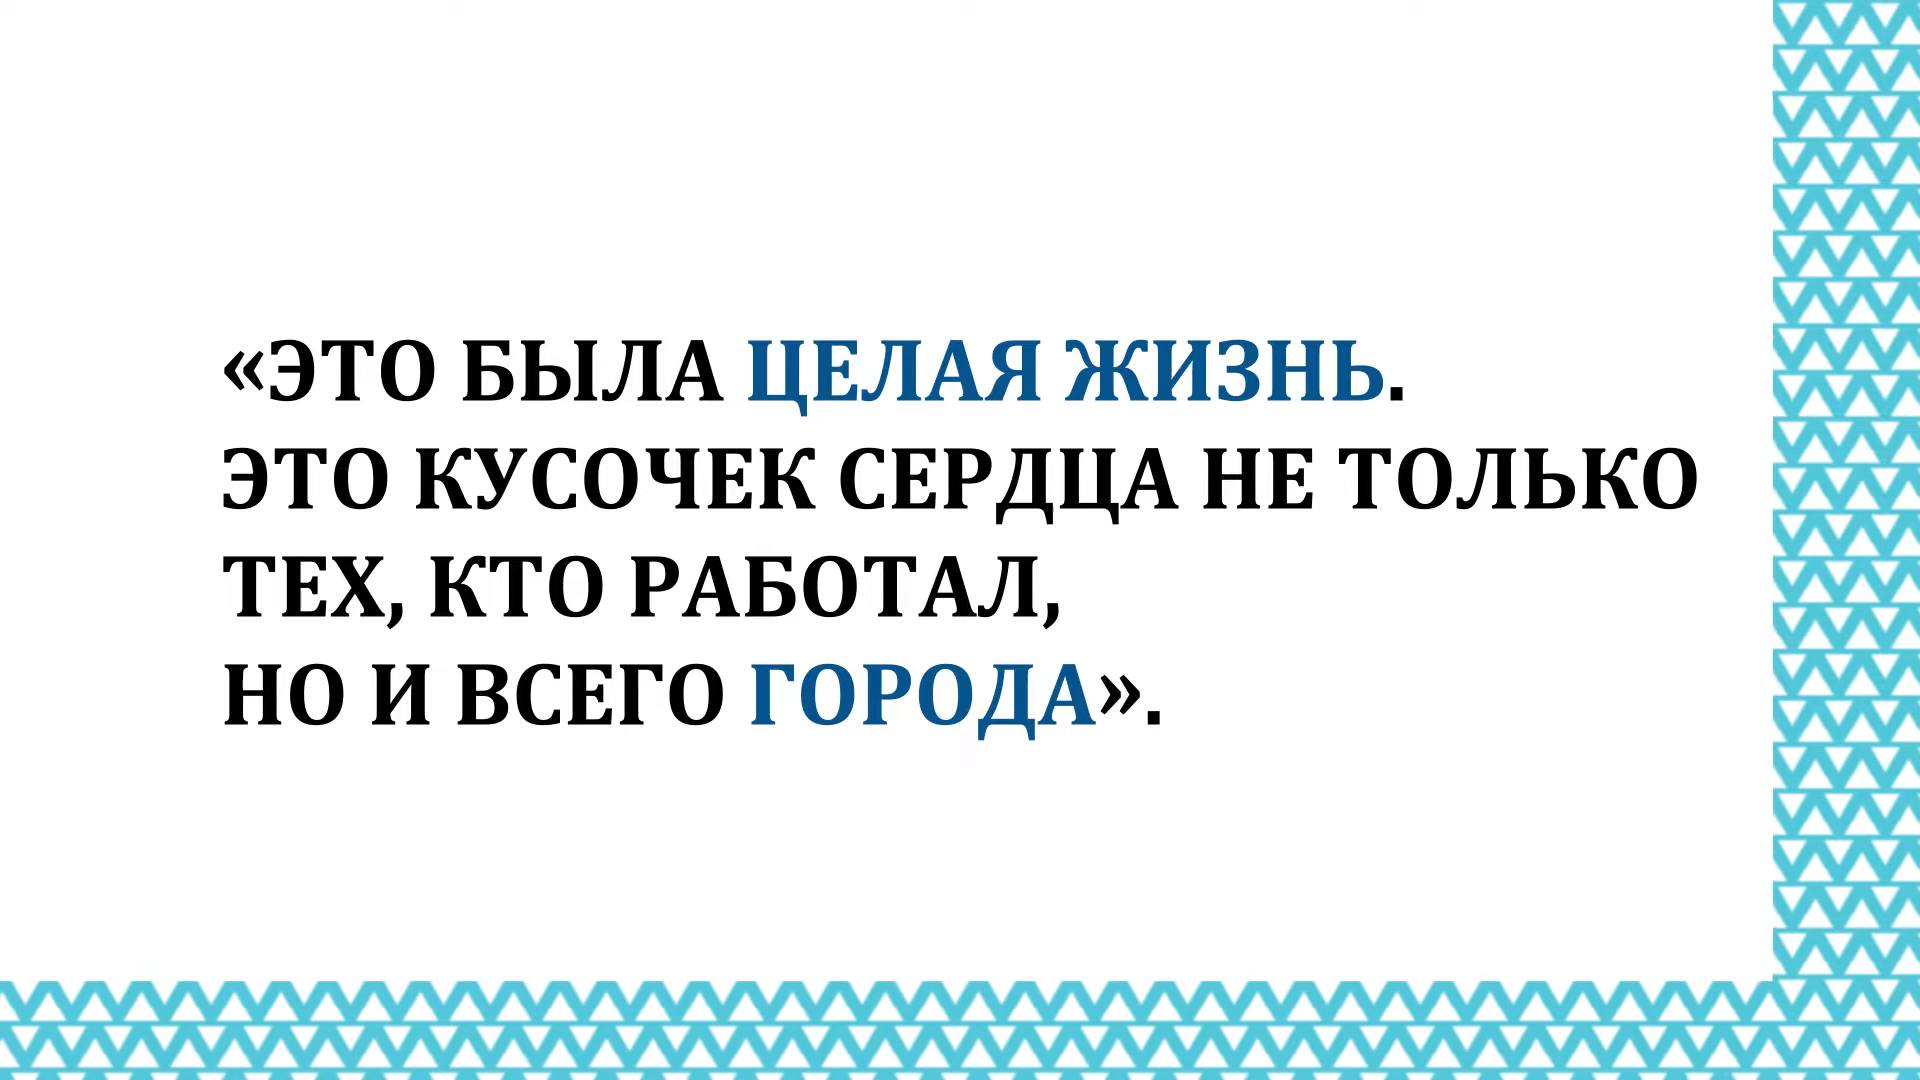 «ЭТО БЫЛА ЦЕЛАЯ ЖИЗНЬ.
ЭТО КУСОЧЕК СЕРДЦА НЕ ТОЛЬКО
ТЕХ, КТО РАБОТАЛ,
НО И ВСЕГО ГОРОДА».